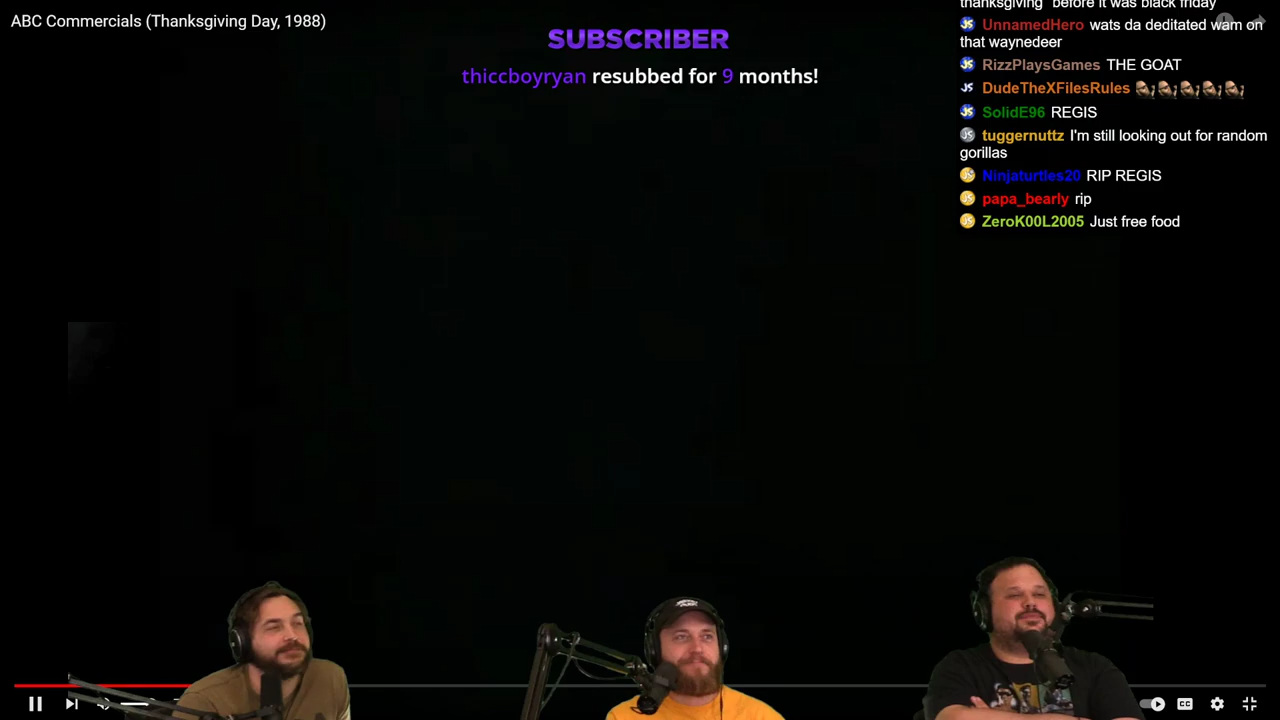 ABC Commercials (Thanksgiving Day, 1988)
SUBSCRIBER
thiccboyryan resubbed for 9 months!
thanksgiving" before it was black friday
UnnamedHero wats da deditated wam on
that waynedeer
RizzPlaysGames THE GOAT
DudeTheXFilesRules
SolidE96 REGIS
tuggernuttz I'm still looking out for random
gorillas
Ninjaturtles20 RIP REGIS
papa_bearly rip
ZeroK00L2005 Just free food
CC